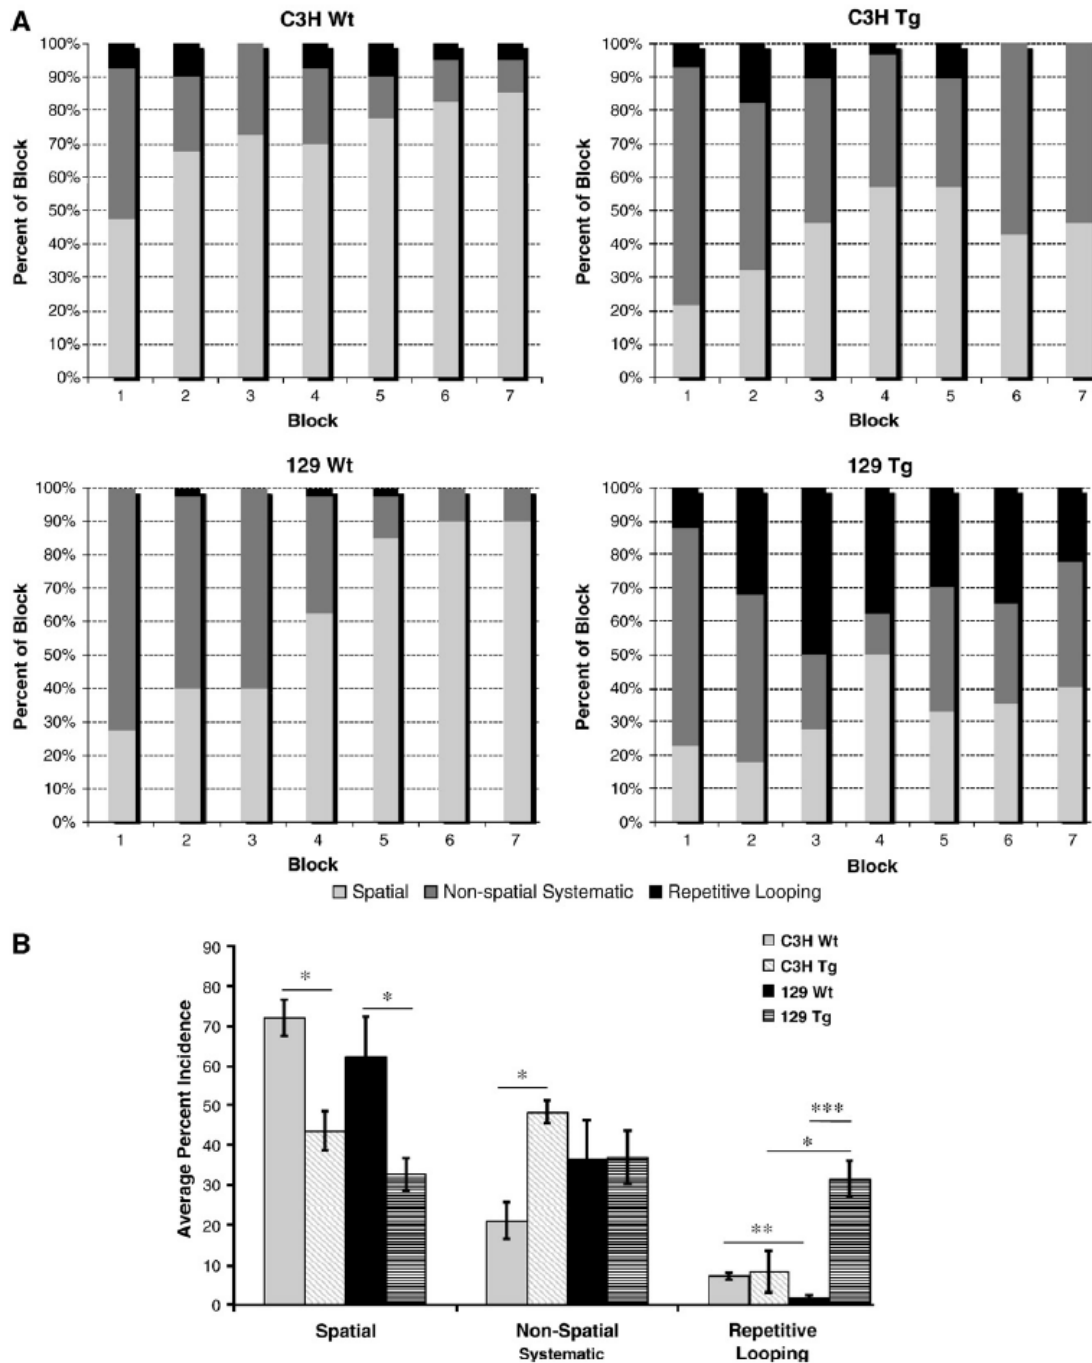 A
C3H Wt
C3H Tg
Percent of Block
100%
90%
80%
70%
60%
50%
40%
30%
20%
10%
0%
1 2 3 4 5 6 7
Block
Percent of Block
100%
90%
80%
70%
60%
50%
40%
30%
20%
10%
0%
1 2 3 4 5 6 7
Block
129 Wt
129 Tg
Percent of Block
100%
90%
80%
70%
60%
50%
40%
30%
20%
10%
0%
1 2 3 4 5 6 7
Block
Percent of Block
100%
90%
80%
70%
60%
50%
40%
30%
20%
10%
0%
1 2 3 4 5 6 7
Block
Spatial Non-spatial Systematic Repetitive Looping
B
Average Percent Incidence
90
80
70
60
50
40
30
20
10
0
* * * ** * ***
C3H Wt
C3H Tg
129 Wt
129 Tg
Spatial
Non-Spatial
Systematic
Repetitive
Looping